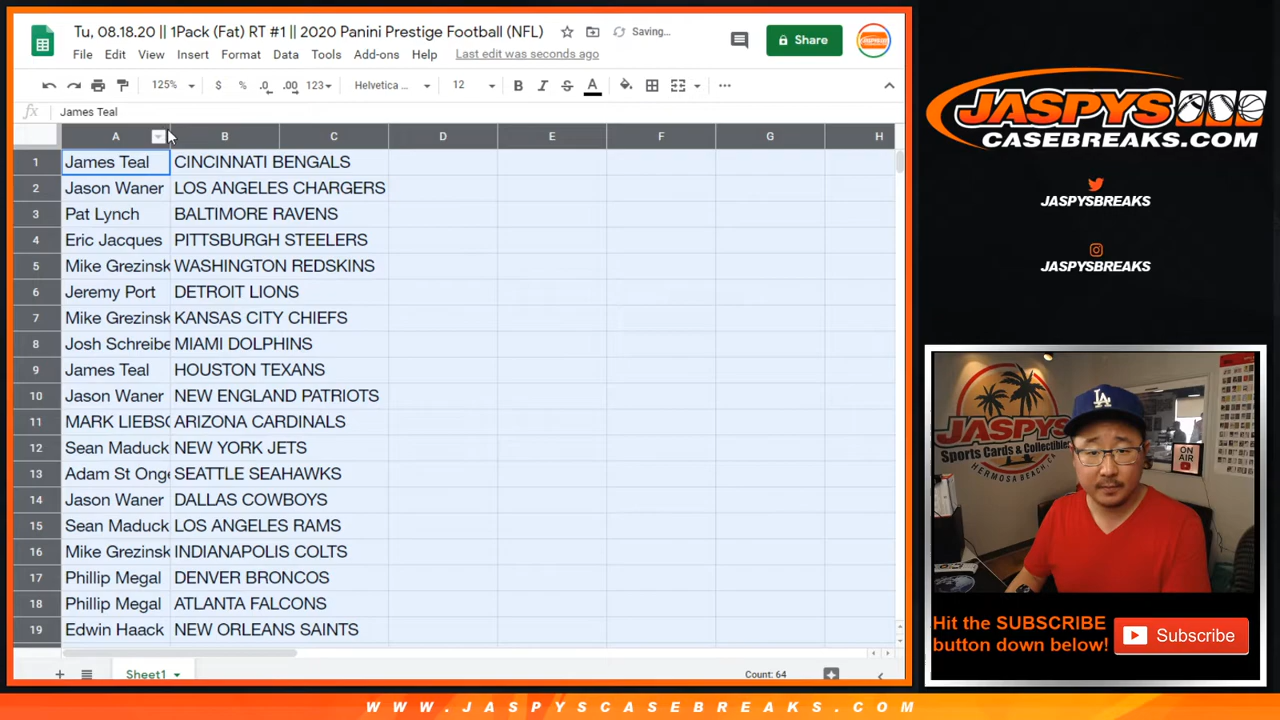 Tu, 08.18.20 || 1Pack (Fat) RT #1 || 2020 Panini Prestige Football (NFL) Saving...
File Edit View Insert Format Data Tools Add-ons Help Last edit was seconds ago
Share
125% $ % .0 .00 123 Helvetica ... 12 B I S A ...
fx James Teal
A B C D E F G H
1 James Teal CINCINNATI BENGALS
2 Jason Waner LOS ANGELES CHARGERS
3 Pat Lynch BALTIMORE RAVENS
4 Eric Jacques PITTSBURGH STEELERS
5 Mike Grezinsk WASHINGTON REDSKINS
6 Jeremy Port DETROIT LIONS
7 Mike Grezinsk KANSAS CITY CHIEFS
8 Josh Schreibe MIAMI DOLPHINS
9 James Teal HOUSTON TEXANS
10 Jason Waner NEW ENGLAND PATRIOTS
11 MARK LIEBSC ARIZONA CARDINALS
12 Sean Maduck NEW YORK JETS
13 Adam St Onge SEATTLE SEAHAWKS
14 Jason Waner DALLAS COWBOYS
15 Sean Maduck LOS ANGELES RAMS
16 Mike Grezinsk INDIANAPOLIS COLTS
17 Phillip Megal DENVER BRONCOS
18 Phillip Megal ATLANTA FALCONS
19 Edwin Haack NEW ORLEANS SAINTS
Sheet1 Count: 64
JASPYS
CASEBREAKS.COM
JASPYSBREAKS
JASPYSBREAKS
JASPYS
Sports Cards & Collectibles
HERMOSA BEACH, CA
LA
ON AIR
Hit the SUBSCRIBE
button down below!
Subscribe
WWW.JASPYSCASEBREAKS.COM